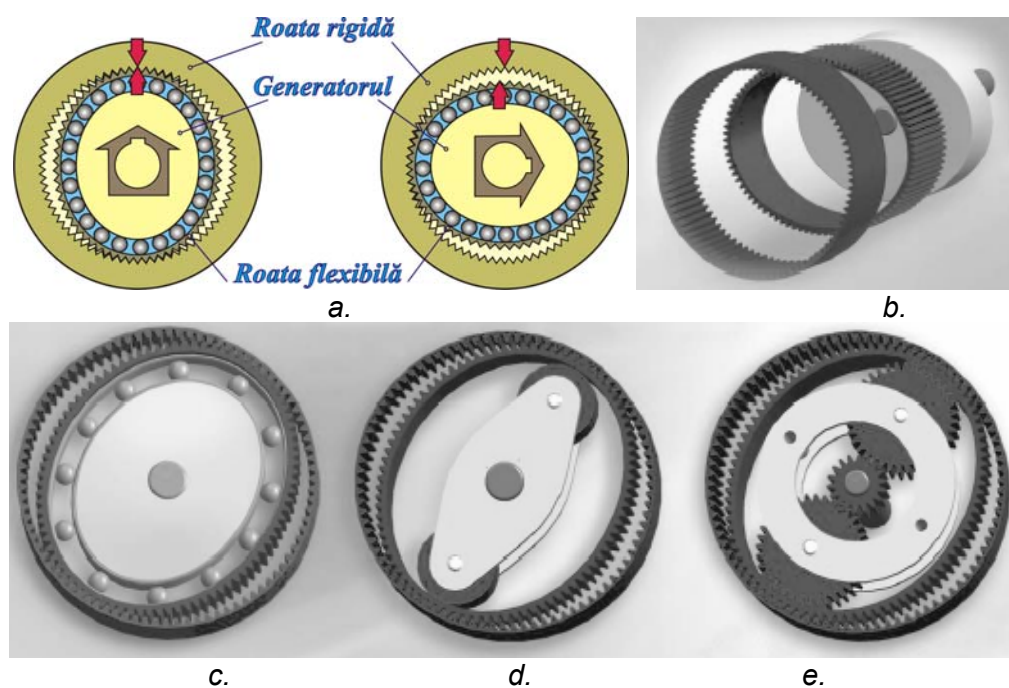 Roata rigidă
Generatorul
Roata flexibilă
a.
b.
c.
d.
e.